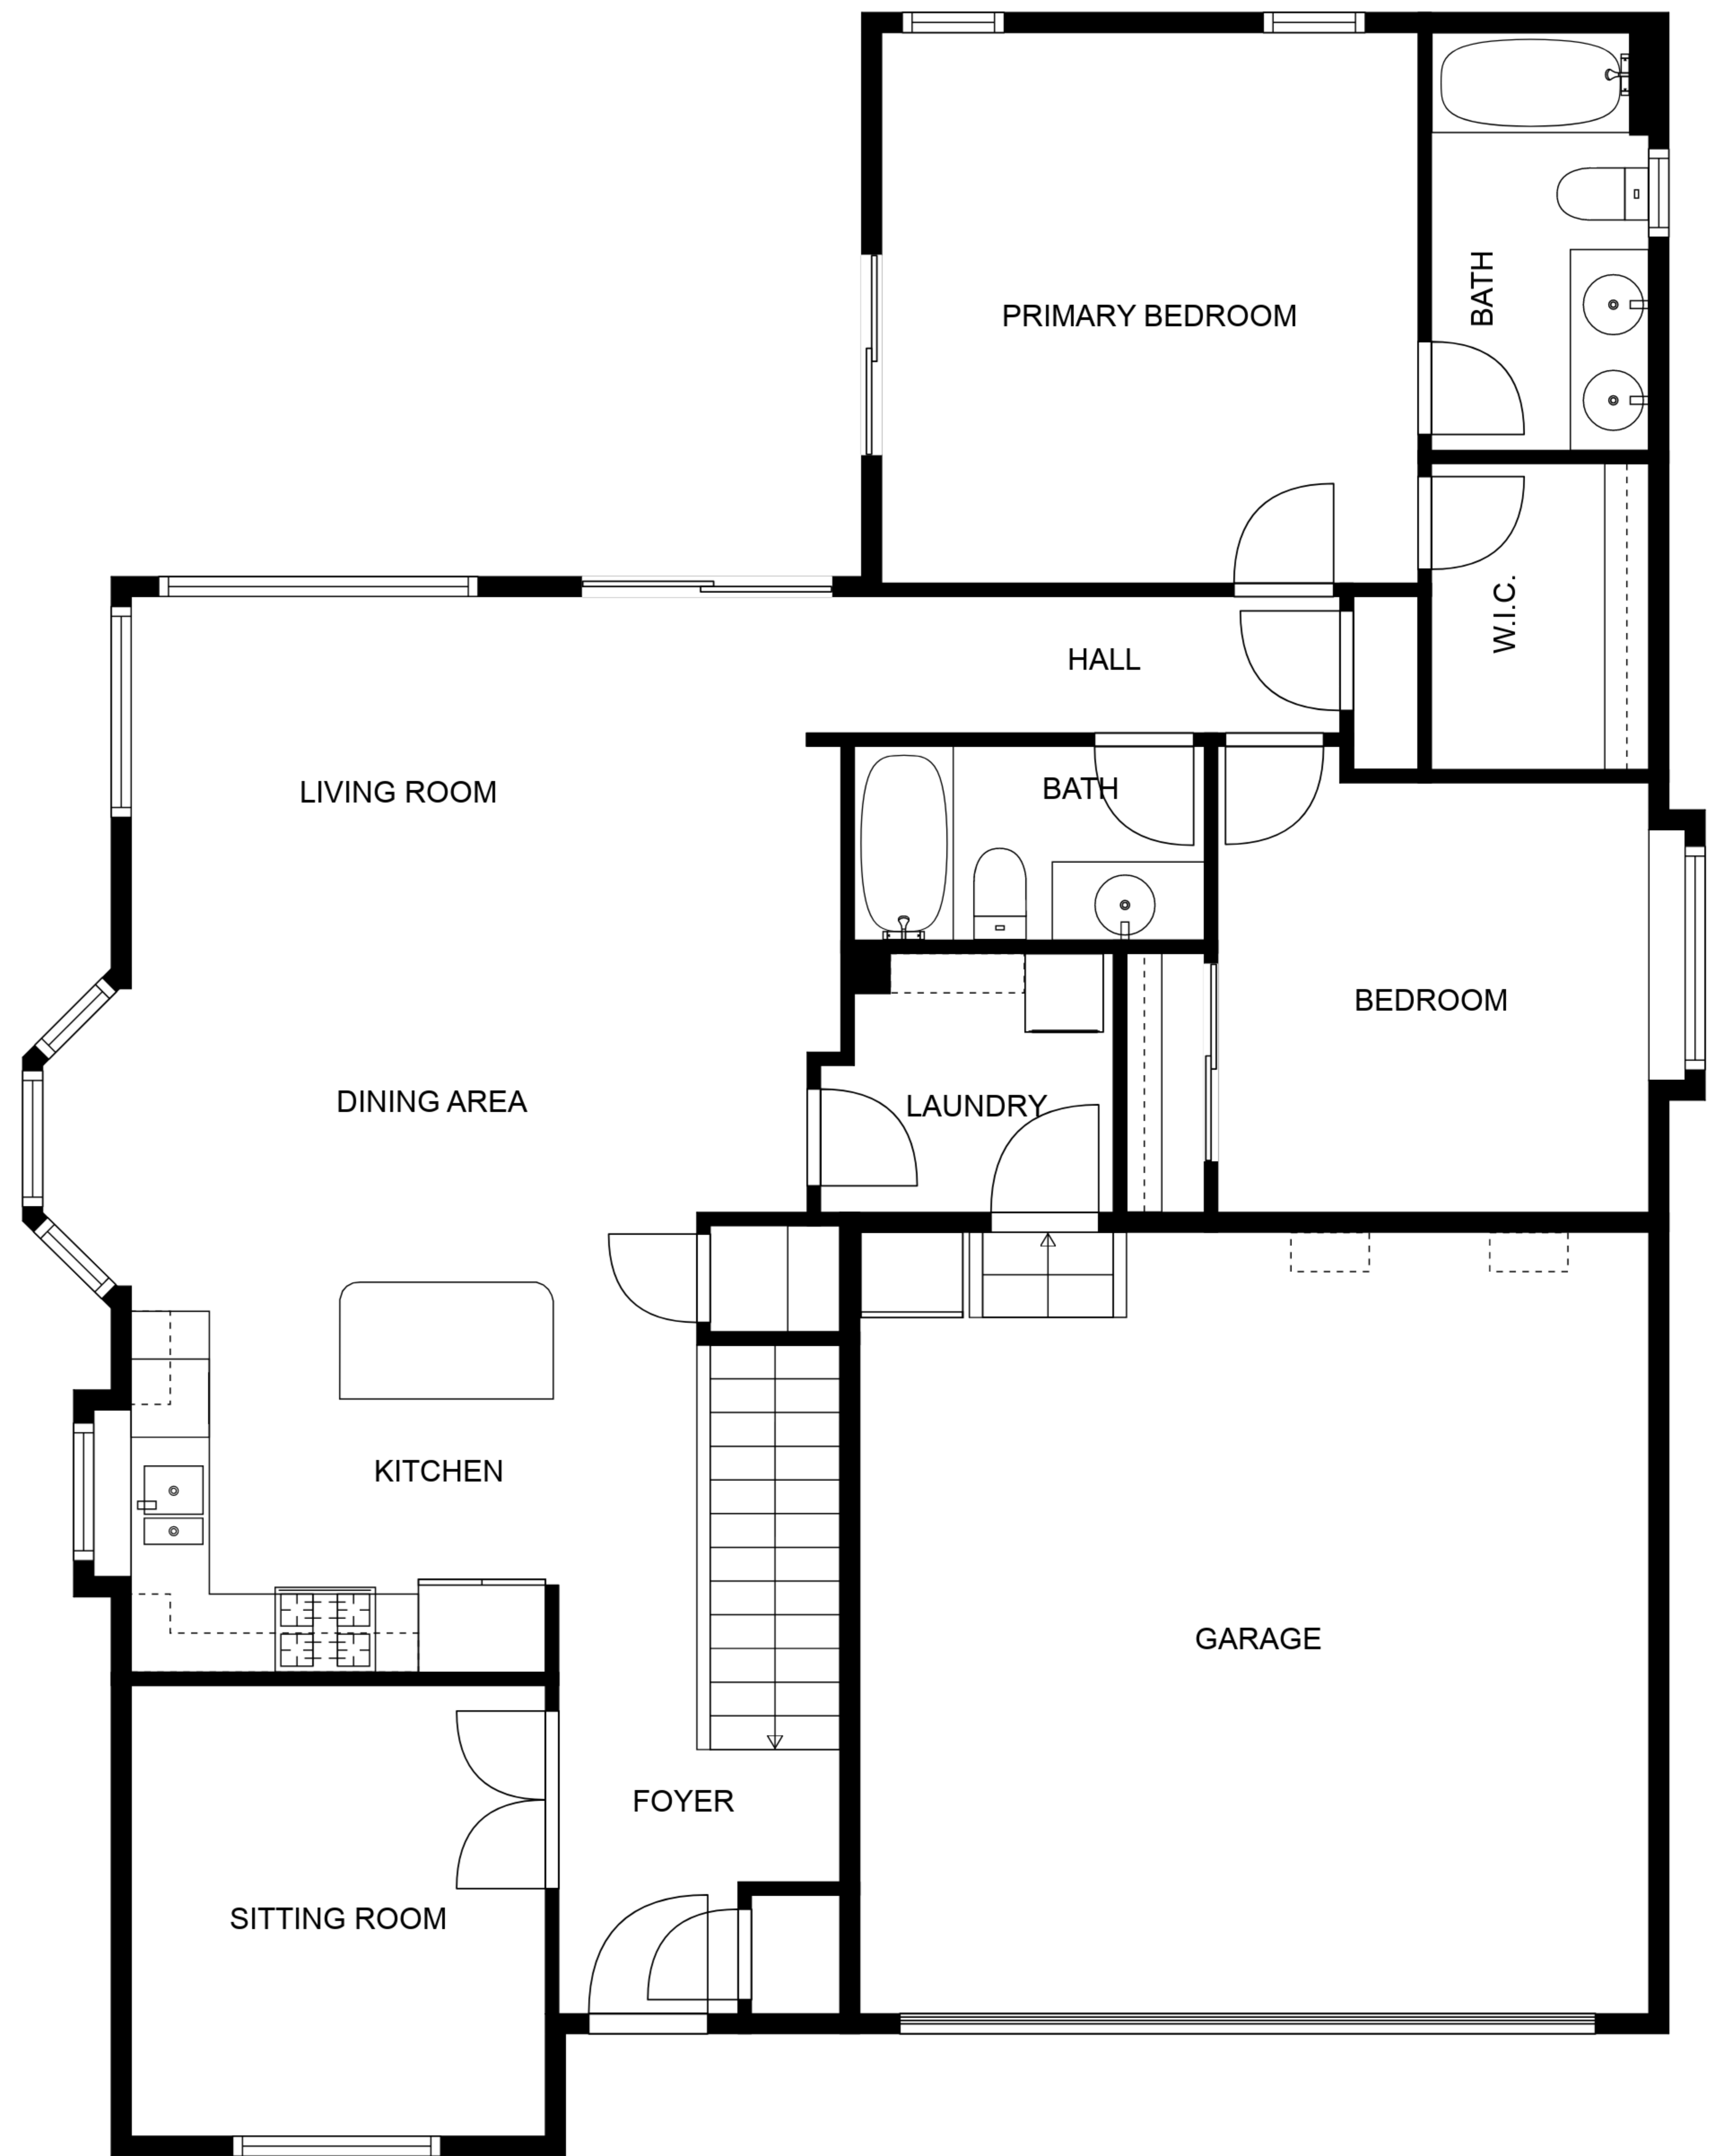 PRIMARY BEDROOM
BATH
W.I.C.
HALL
LIVING ROOM
BATH
BEDROOM
DINING AREA
LAUNDRY
KITCHEN
GARAGE
FOYER
SITTING ROOM